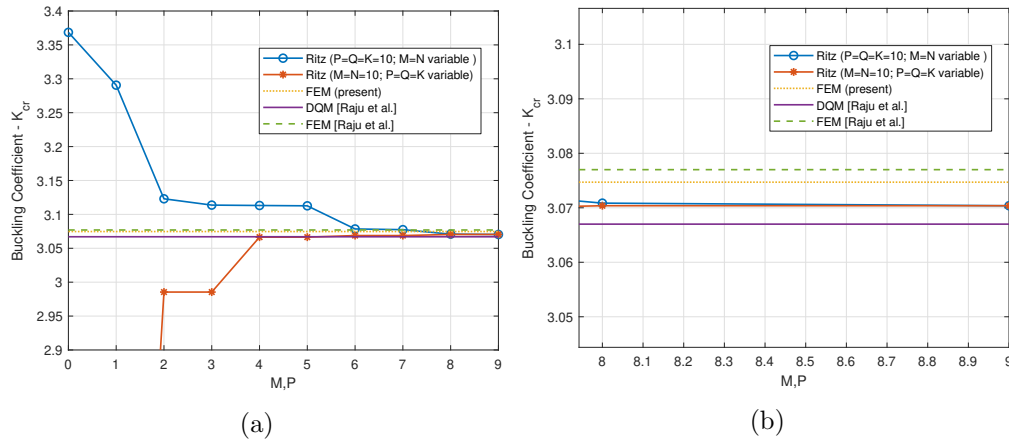 3.4
3.35
3.3
3.25
3.2
3.15
3.1
3.05
3
2.95
2.9
Buckling Coefficient - K_cr
0 1 2 3 4 5 6 7 8 9
M,P
Ritz (P=Q=K=10; M=N variable )
Ritz (M=N=10; P=Q=K variable)
FEM (present)
DQM [Raju et al.]
FEM [Raju et al.]
(a)
3.1
3.09
3.08
3.07
3.06
3.05
Buckling Coefficient - K_cr
8 8.1 8.2 8.3 8.4 8.5 8.6 8.7 8.8 8.9 9
M,P
Ritz (P=Q=K=10; M=N variable )
Ritz (M=N=10; P=Q=K variable)
FEM (present)
DQM [Raju et al.]
FEM [Raju et al.]
(b)